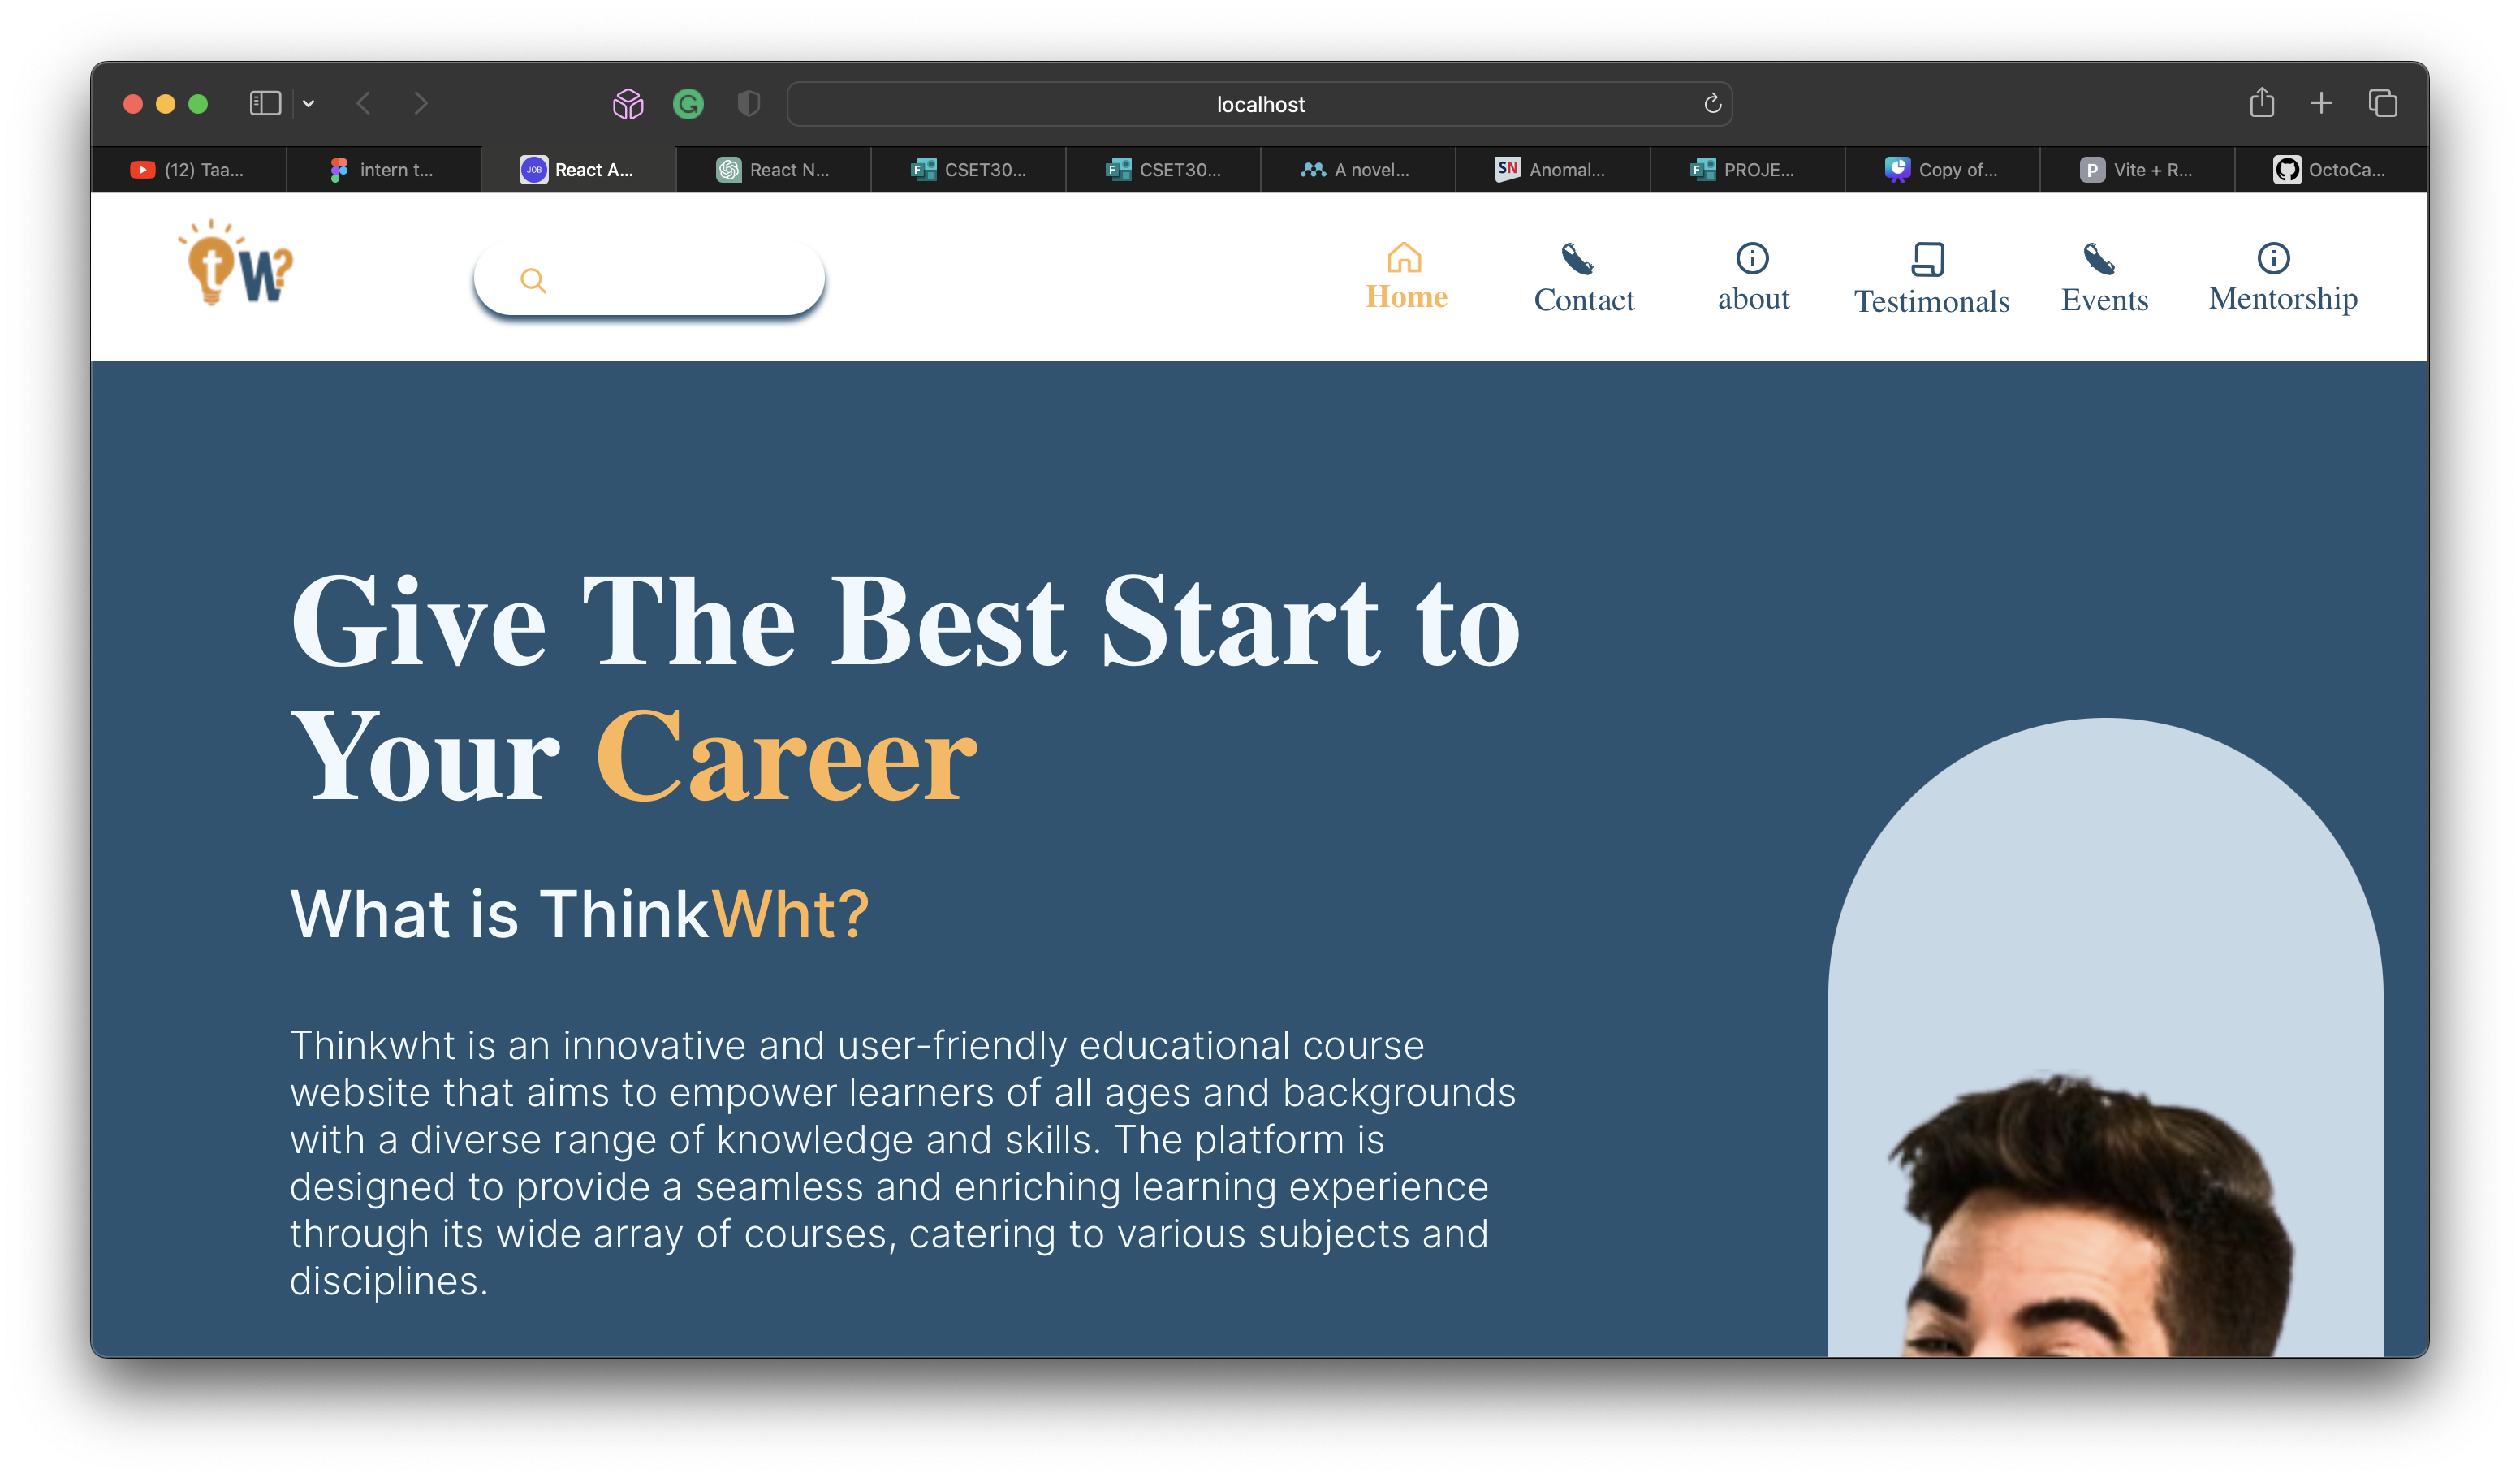 localhost
(12) Taa...
intern t...
JOB
React A...
React N...
F
CSET30...
F
CSET30...
A novel...
SN
Anomal...
F
PROJE...
Copy of...
P
Vite + R...
OctoCa...
tW?
Home
Contact
about
Testimonals
Events
Mentorship
Give The Best Start to
Your Career
What is ThinkWht?
Thinkwht is an innovative and user-friendly educational course
website that aims to empower learners of all ages and backgrounds
with a diverse range of knowledge and skills. The platform is
designed to provide a seamless and enriching learning experience
through its wide array of courses, catering to various subjects and
disciplines.